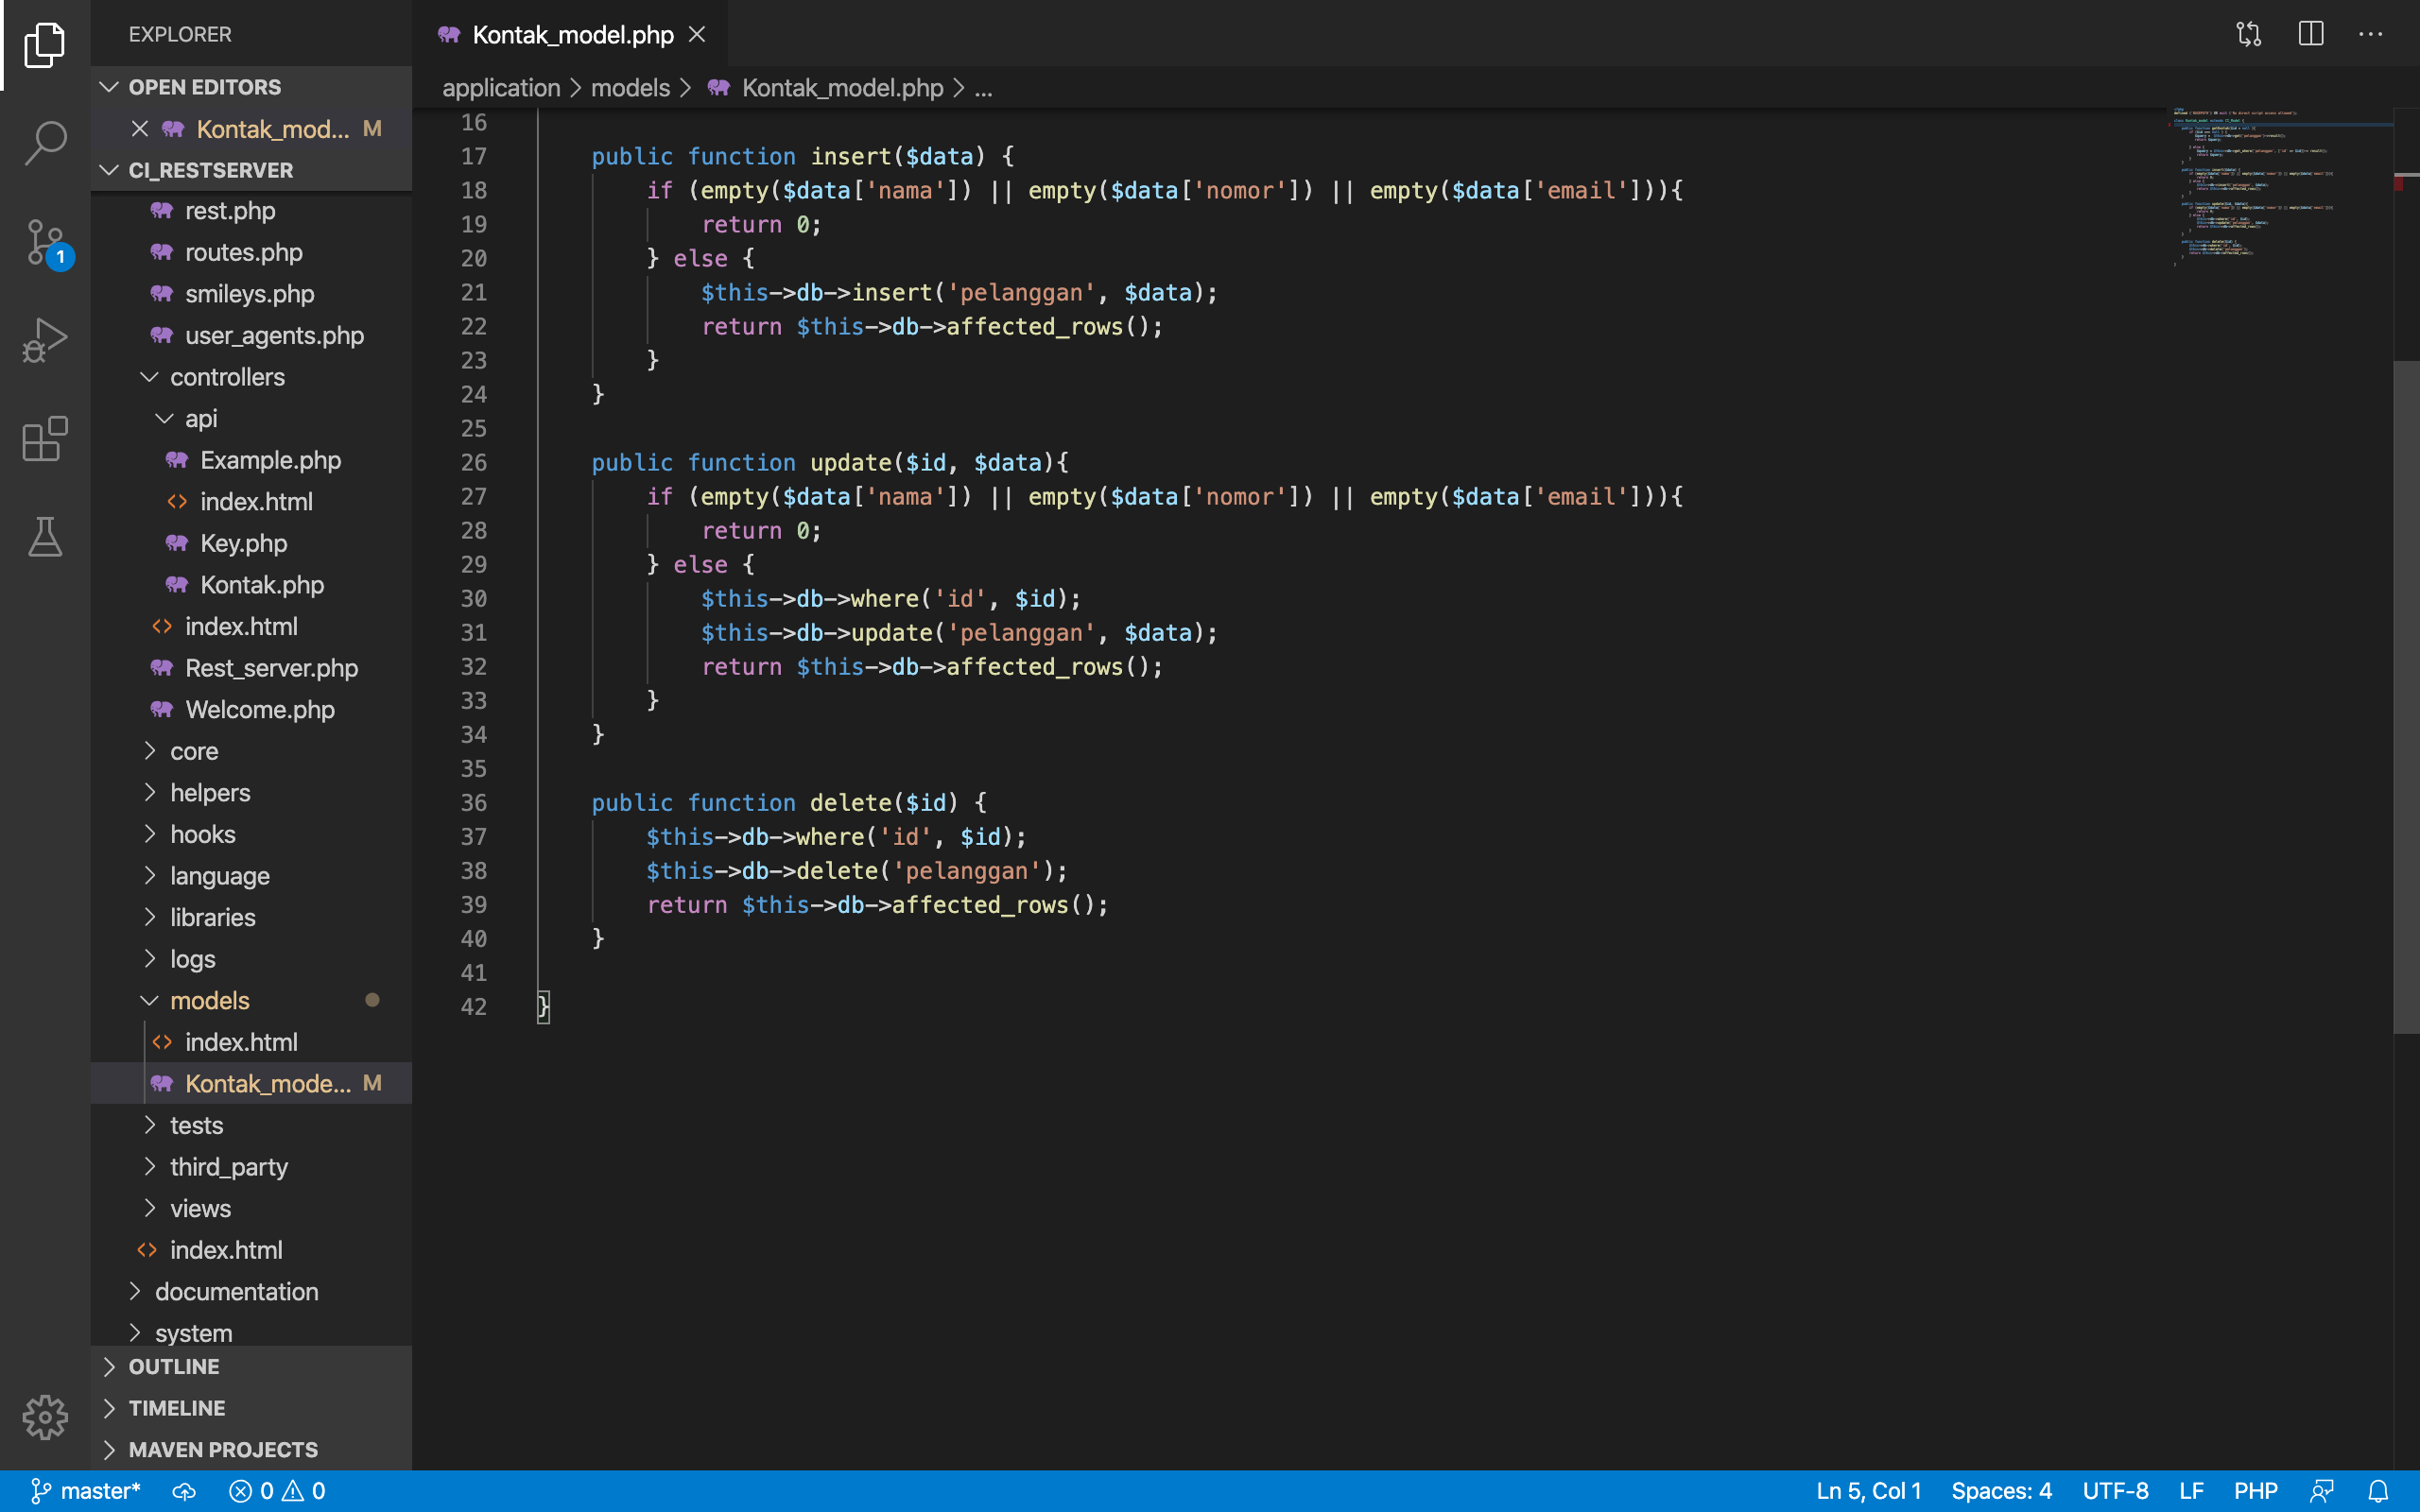 EXPLORER
OPEN EDITORS
Kontak_mod... M
CI_RESTSERVER
rest.php
routes.php
smileys.php
user_agents.php
controllers
api
Example.php
index.html
Key.php
Kontak.php
index.html
Rest_server.php
Welcome.php
core
helpers
hooks
language
libraries
logs
models
index.html
Kontak_mode... M
tests
third_party
views
index.html
documentation
system
OUTLINE
TIMELINE
MAVEN PROJECTS
1
Kontak_model.php
application > models > Kontak_model.php > ...
16
17 public function insert($data) {
18 if (empty($data['nama']) || empty($data['nomor']) || empty($data['email'])){
19 return 0;
20 } else {
21 $this->db->insert('pelanggan', $data);
22 return $this->db->affected_rows();
23 }
24 }
25
26 public function update($id, $data){
27 if (empty($data['nama']) || empty($data['nomor']) || empty($data['email'])){
28 return 0;
29 } else {
30 $this->db->where('id', $id);
31 $this->db->update('pelanggan', $data);
32 return $this->db->affected_rows();
33 }
34 }
35
36 public function delete($id) {
37 $this->db->where('id', $id);
38 $this->db->delete('pelanggan');
39 return $this->db->affected_rows();
40 }
41
42 }
master* 0 0 Ln 5, Col 1 Spaces: 4 UTF-8 LF PHP